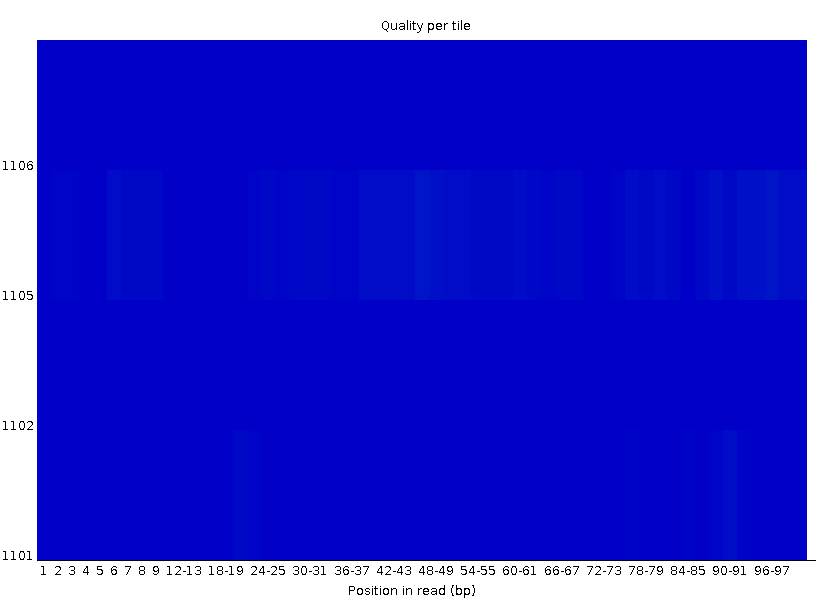 Quality per tile
1106
1105
1102
1101
1 2 3 4 5 6 7 8 9 12-13 18-19 24-25 30-31 36-37 42-43 48-49 54-55 60-61 66-67 72-73 78-79 84-85 90-91 96-97
Position in read (bp)